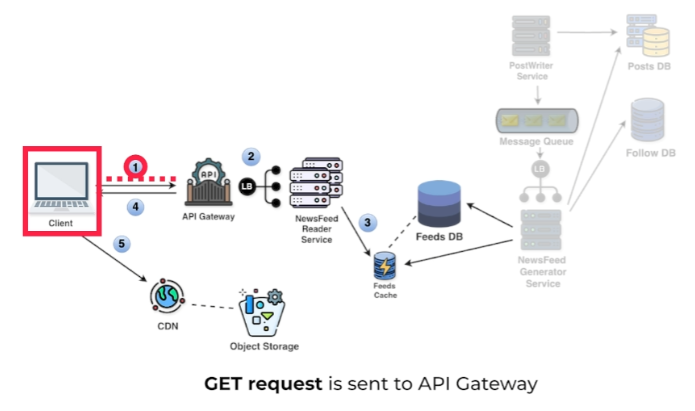 PostWriter
Service
Posts DB
Message Queue
Follow DB
LB
1
2
API
LB
4
Client
API Gateway
NewsFeed
Reader
Service
3
Feeds DB
5
NewsFeed
Generator
Service
Feeds
Cache
CDN
Object Storage
GET request is sent to API Gateway